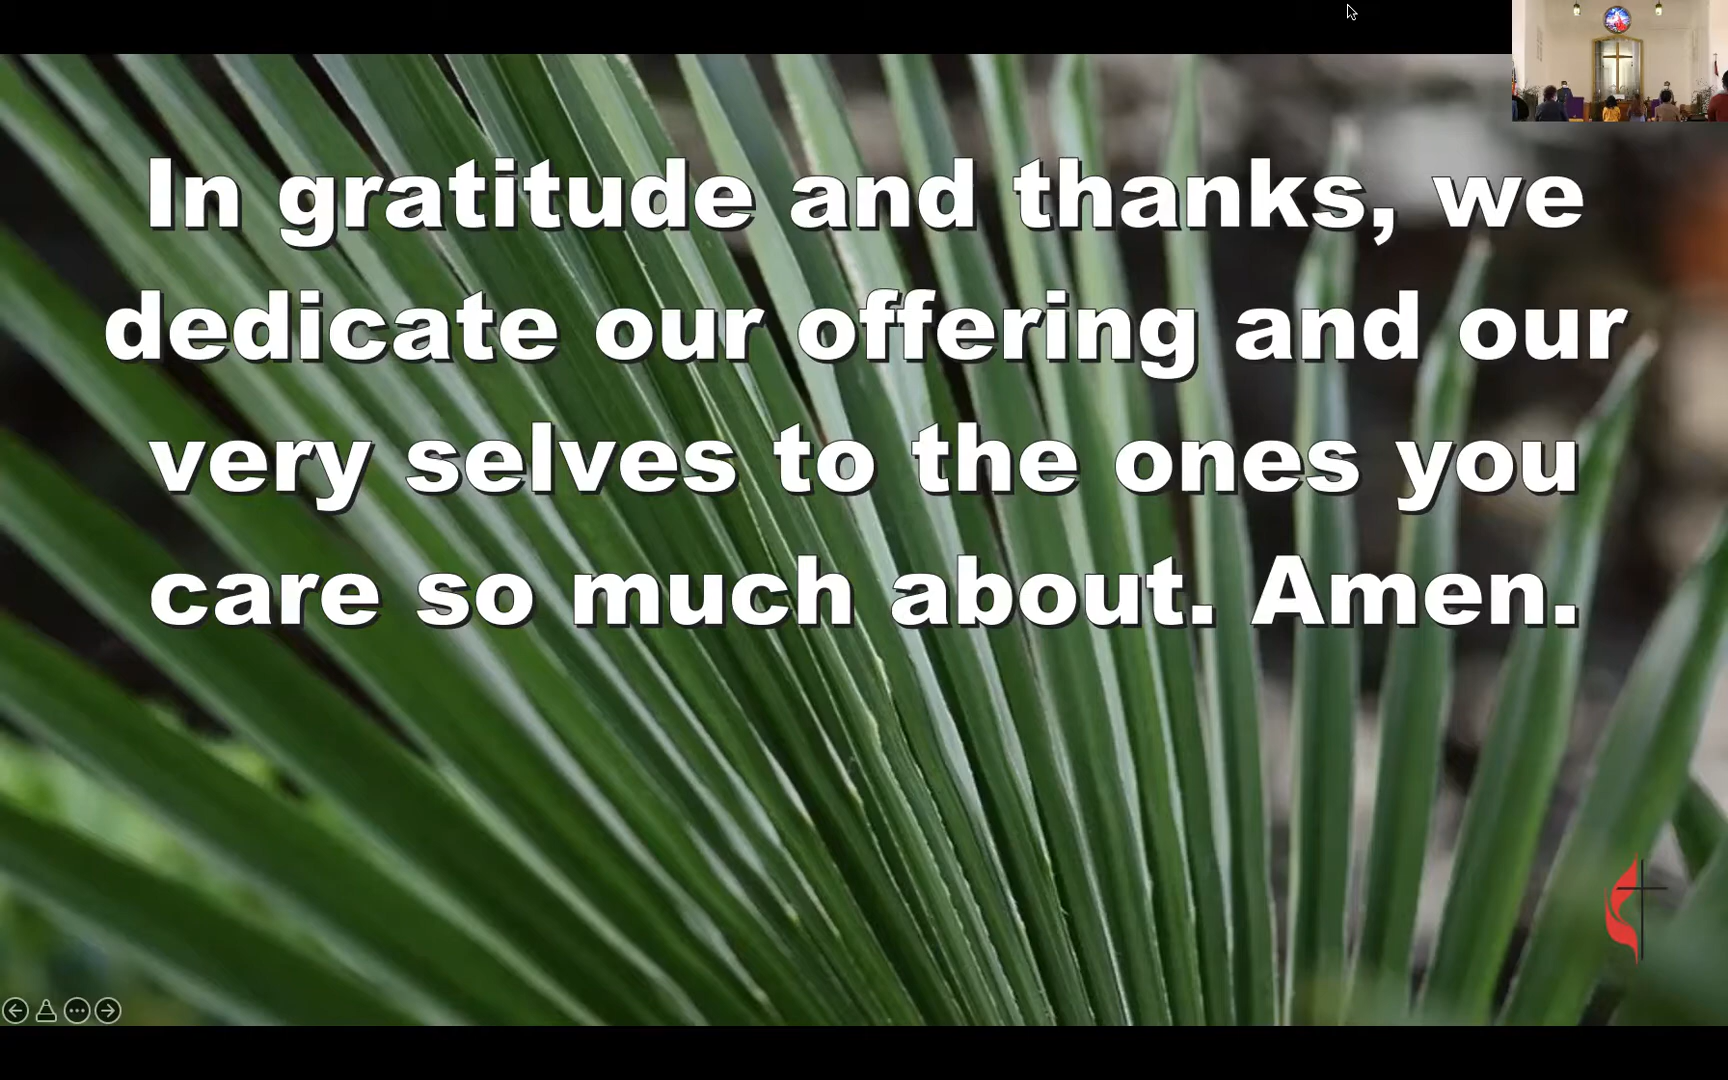 In gratitude and thanks, we
dedicate our offering and our
very selves to the ones you
care so much about. Amen.